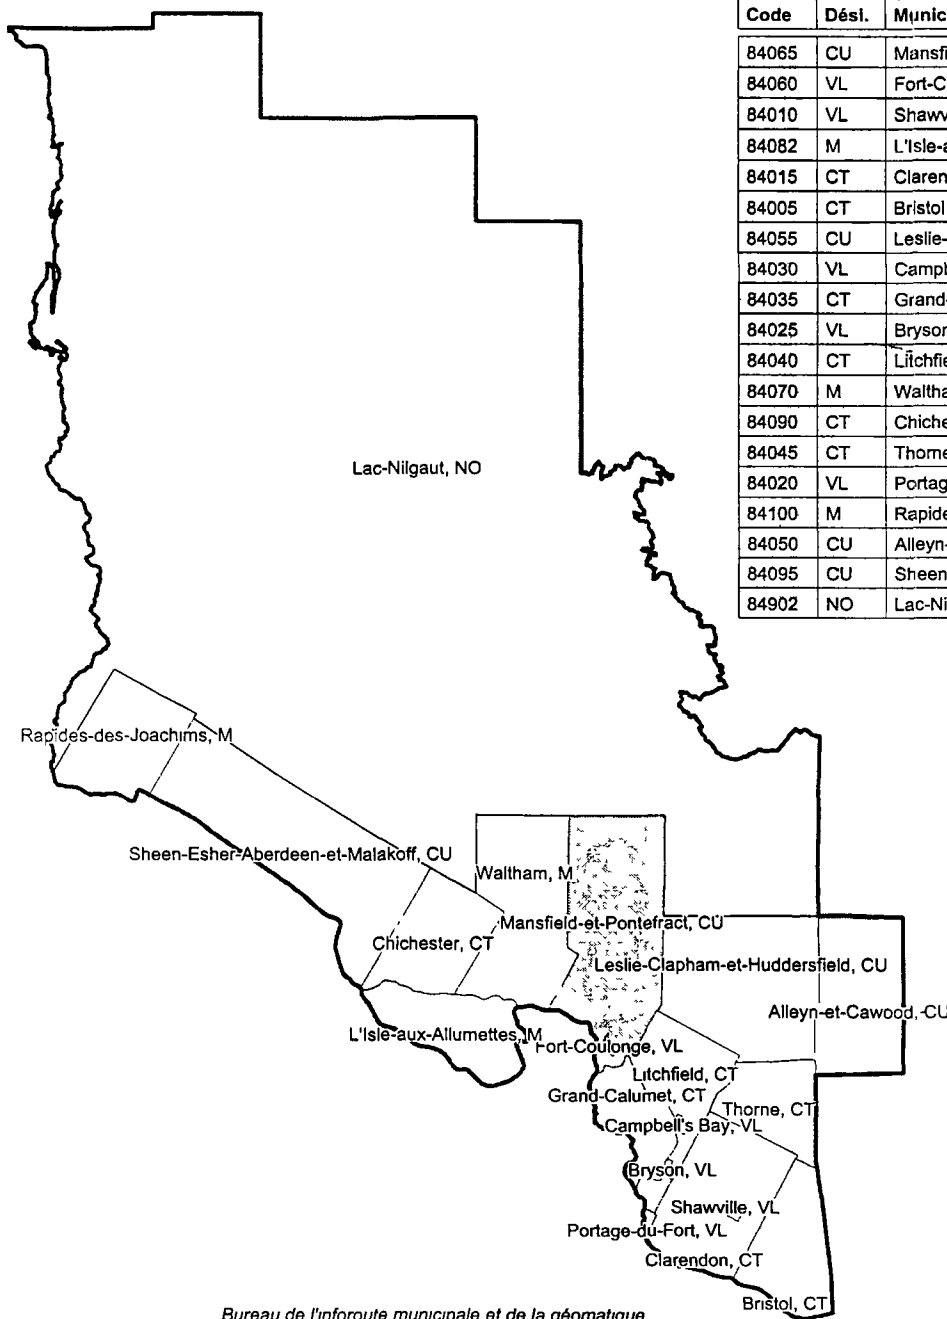 Code Dési. Munic
84065 CU Mansfi
84060 VL Fort-C
84010 VL Shawv
84082 M L'Isle-a
84015 CT Claren
84005 CT Bristol
84055 CU Leslie-
84030 VL Campb
84035 CT Grand-
84025 VL Bryson
84040 CT Litchfie
84070 M Waltha
84090 CT Chiche
84045 CT Thorne
84020 VL Portag
84100 M Rapide
84050 CU Alleyn-
84095 CU Sheen
84902 NO Lac-Ni
Lac-Nilgaut, NO
Rapides-des-Joachims, M
Sheen-Esher-Aberdeen-et-Malakoff, CU
Waltham, M
Mansfield-et-Pontefract, CU
Chichester, CT
Leslie-Clapham-et-Huddersfield, CU
Alleyn-et-Cawood, CU
L'Isle-aux-Allumettes, M
Fort-Coulonge, VL
Litchfield, CT
Grand-Calumet, CT
Thorne, CT
Campbell's Bay, VL
Bryson, VL
Shawville, VL
Portage-du-Fort, VL
Clarendon, CT
Bristol, CT
Bureau de l'inforoute municipale et de la géomatique